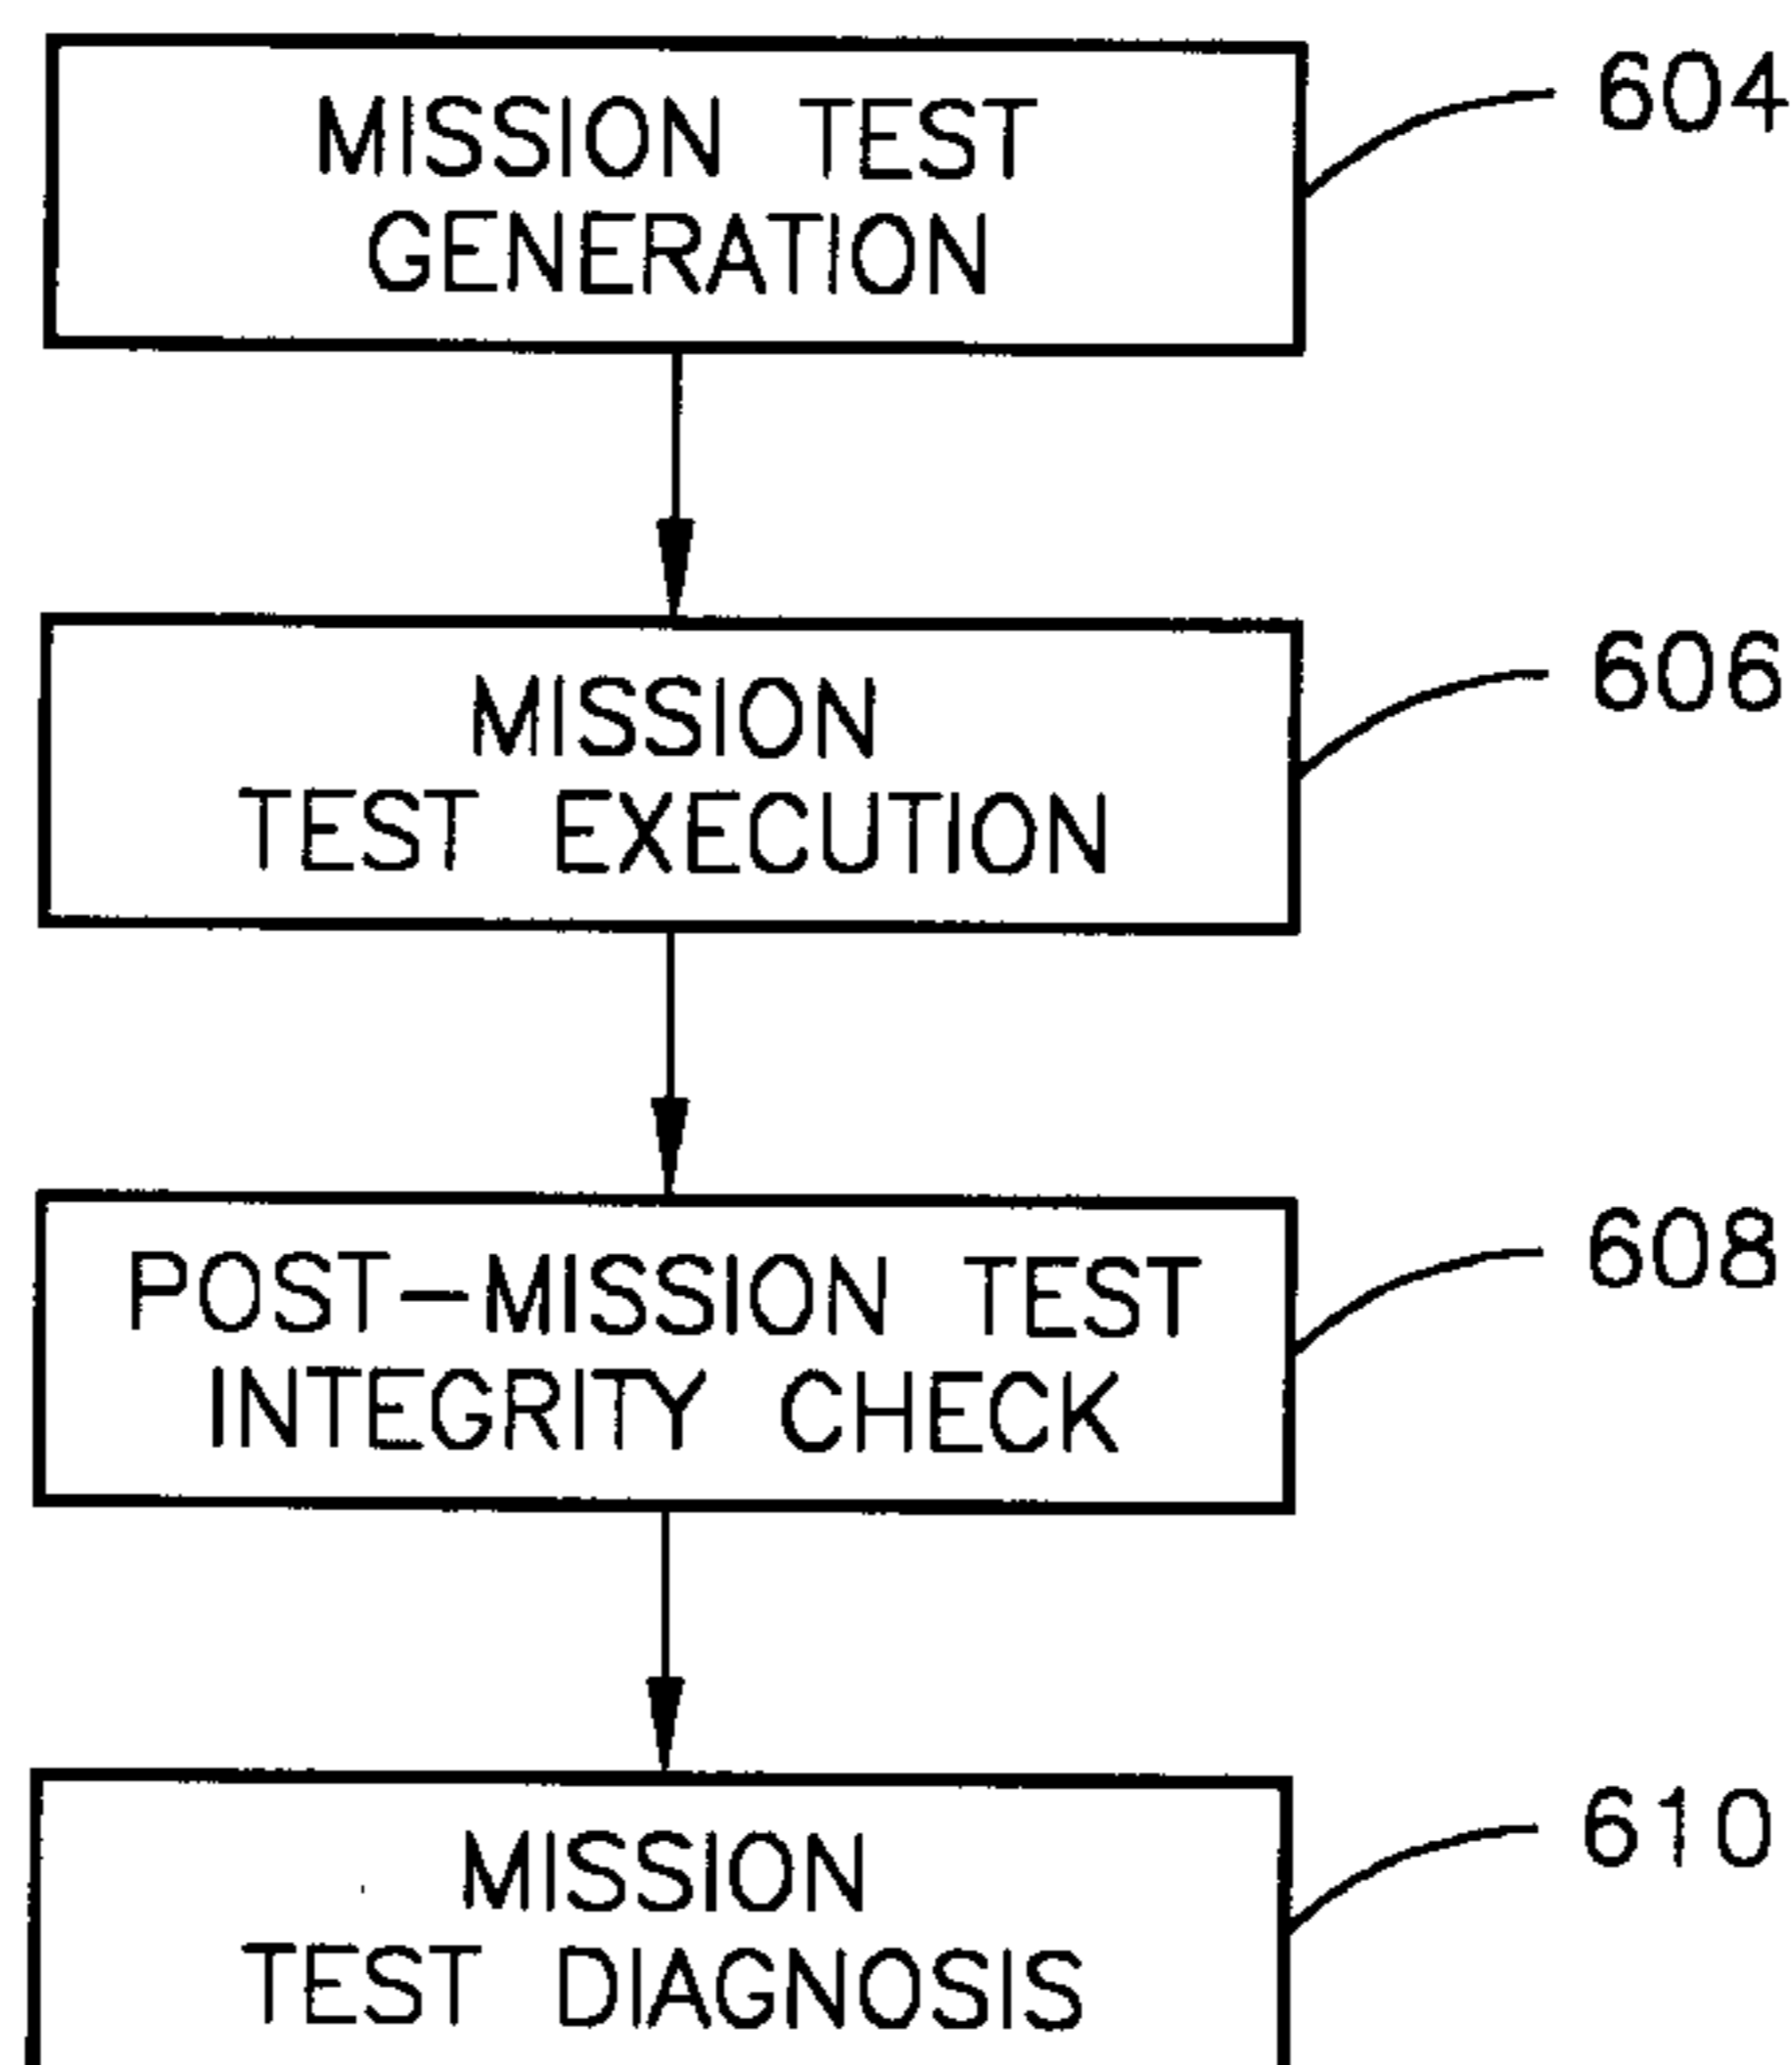 MISSION TEST
GENERATION
604
MISSION
TEST EXECUTION
606
POST-MISSION TEST
INTEGRITY CHECK
608
MISSION
TEST DIAGNOSIS
610